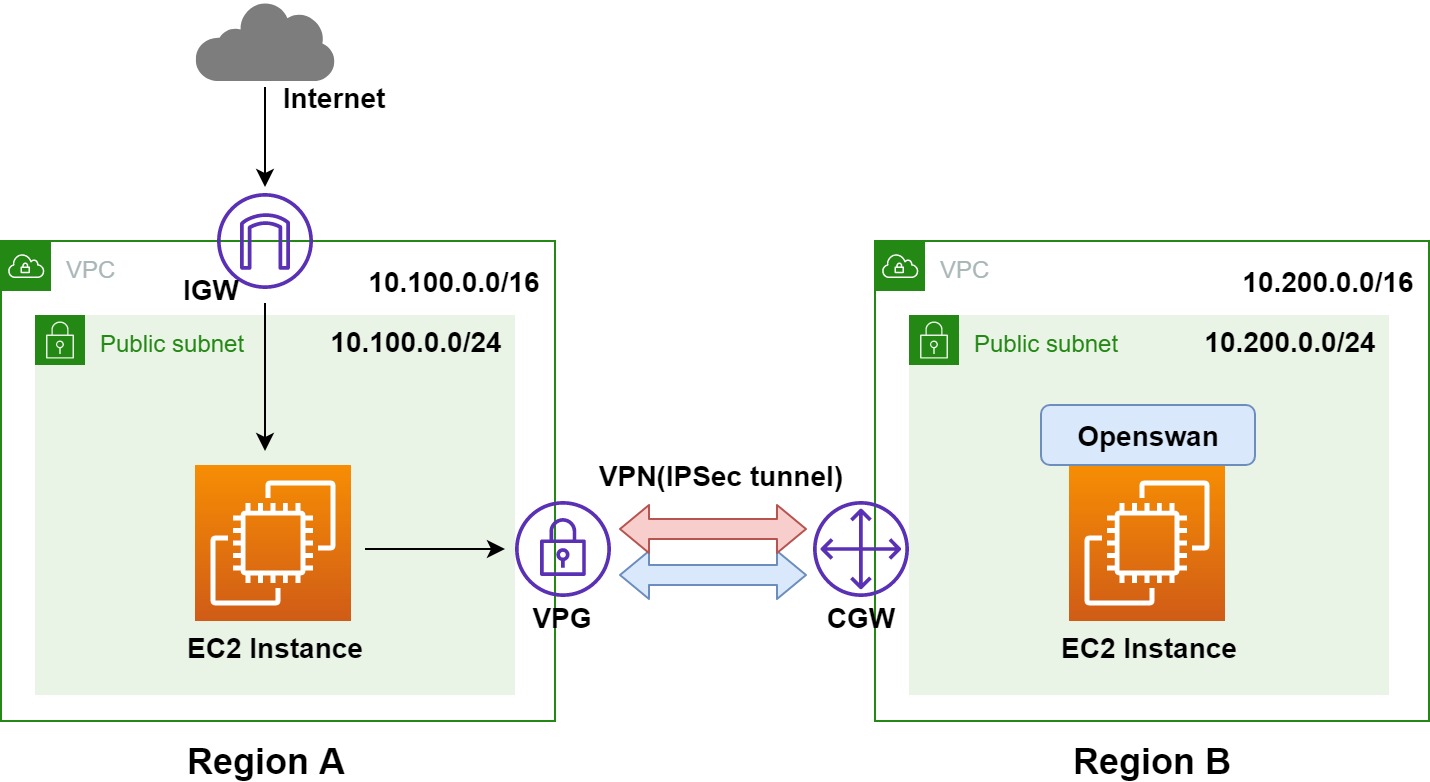 Internet
IGW
VPC
10.100.0.0/16
Public subnet
10.100.0.0/24
EC2 Instance
VPG
VPN(IPSec tunnel)
CGW
VPC
10.200.0.0/16
Public subnet
10.200.0.0/24
Openswan
EC2 Instance
Region A
Region B